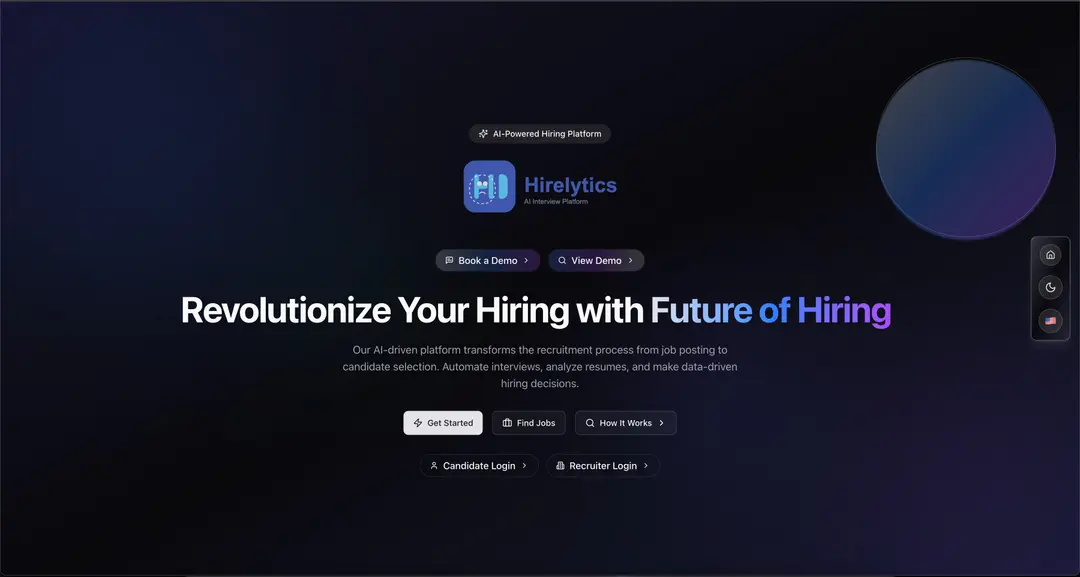 AI-Powered Hiring Platform
Hirelytics
AI Interview Platform
Book a Demo
View Demo
Revolutionize Your Hiring with Future of Hiring
Our AI-driven platform transforms the recruitment process from job posting to
candidate selection. Automate interviews, analyze resumes, and make data-driven
hiring decisions.
Get Started
Find Jobs
How It Works
Candidate Login
Recruiter Login